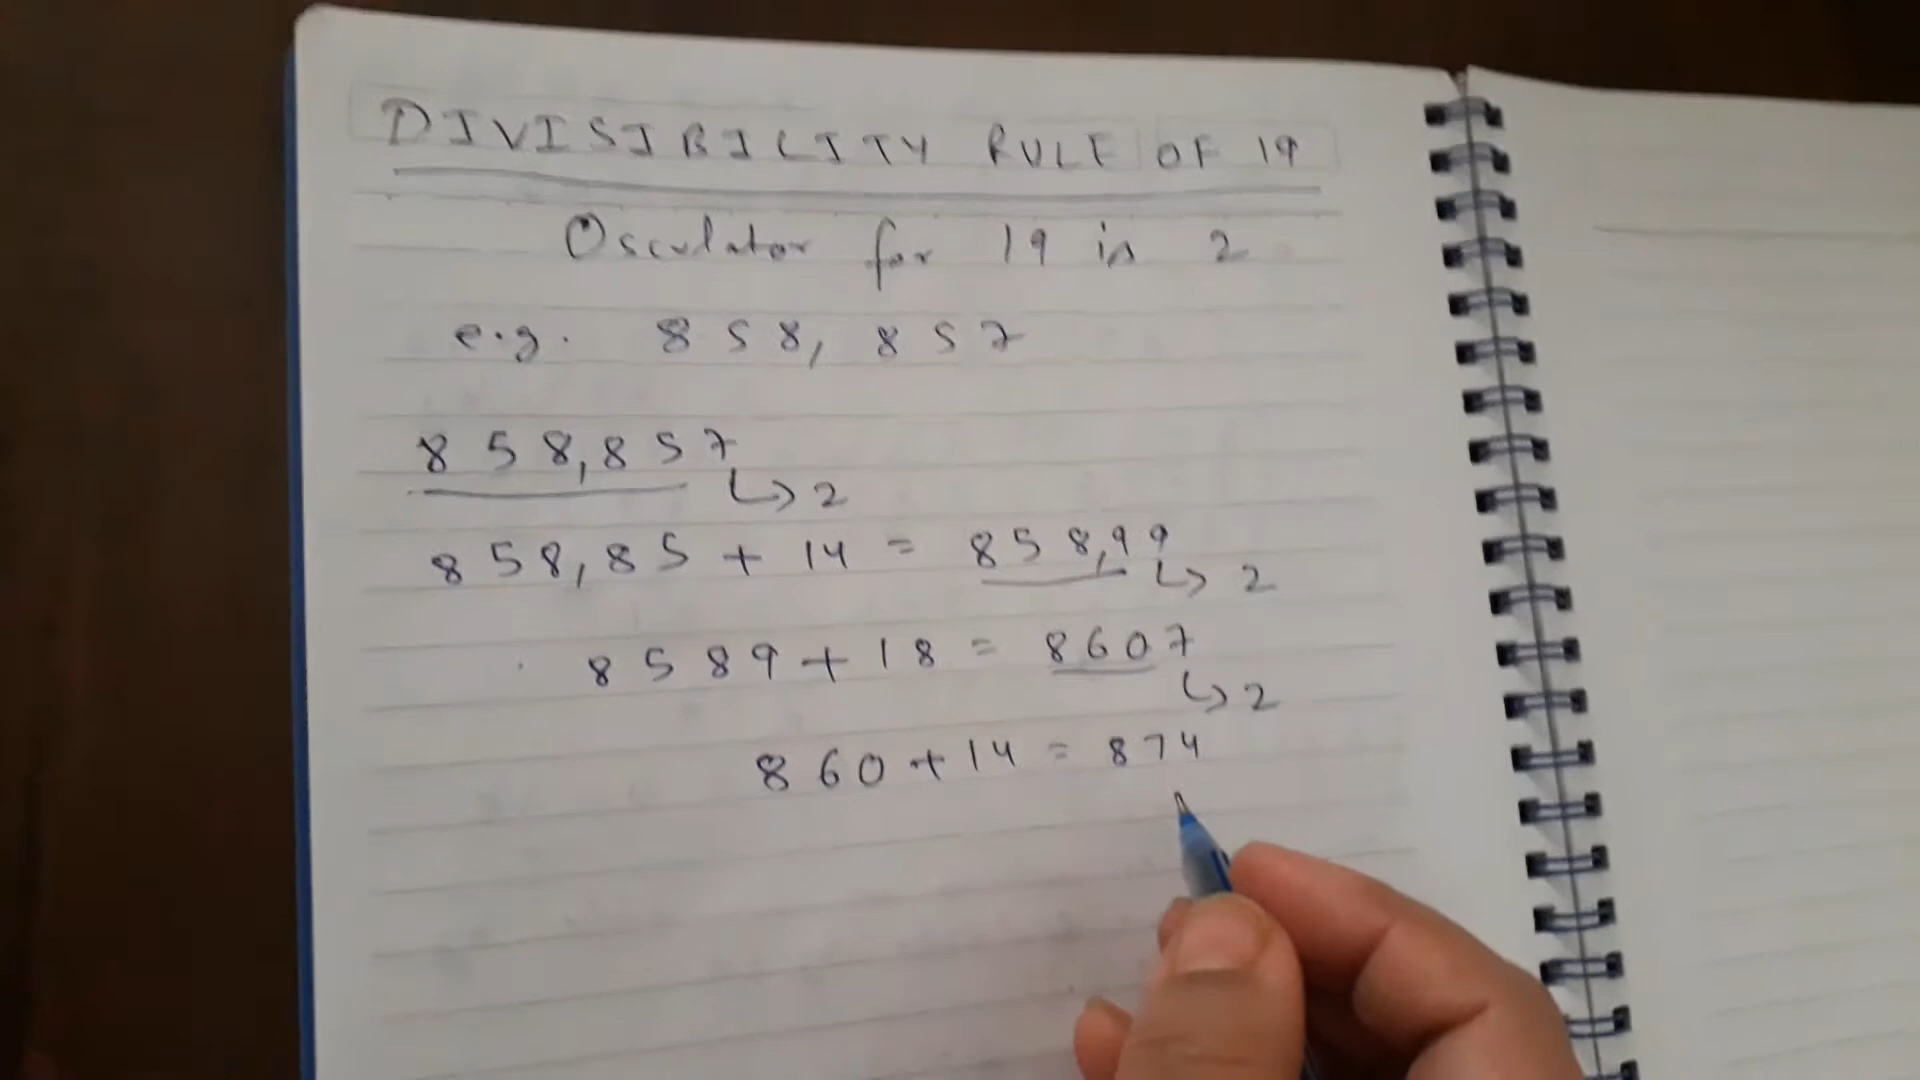 DIVISIBILITY RULE OF 19
Osculator for 19 is 2
e.g. 858,857
858,857
↳ 2
858,85 + 14 = 858,99
↳ 2
8589 + 18 = 8607
↳ 2
860 + 14 = 874